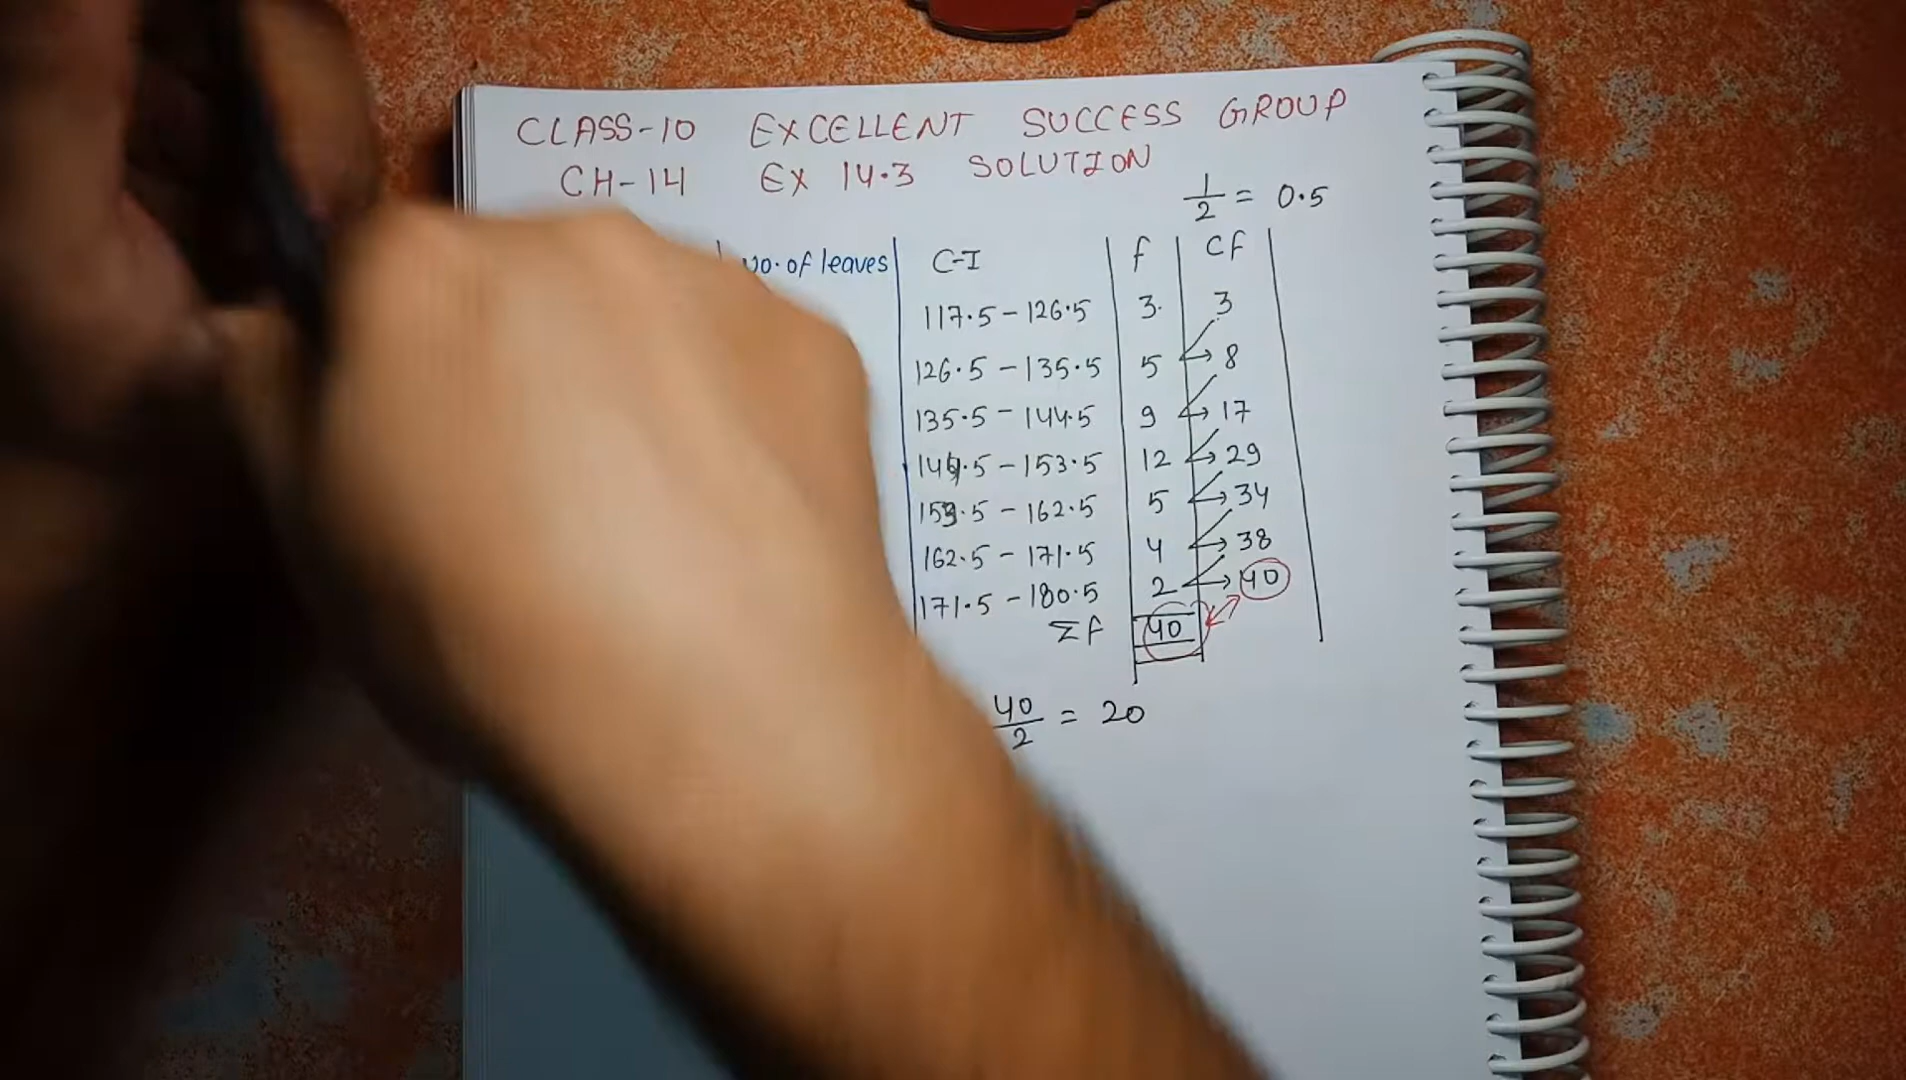 CLASS-10 EXCELLENT SUCCESS GROUP
CH-14 EX 14.3 SOLUTION
1/2 = 0.5
No. of leaves C-I f cf
117.5 - 126.5 3 3
126.5 - 135.5 5 8
135.5 - 144.5 9 17
144.5 - 153.5 12 29
153.5 - 162.5 5 34
162.5 - 171.5 4 38
171.5 - 180.5 2 40
Σf 40
40/2 = 20